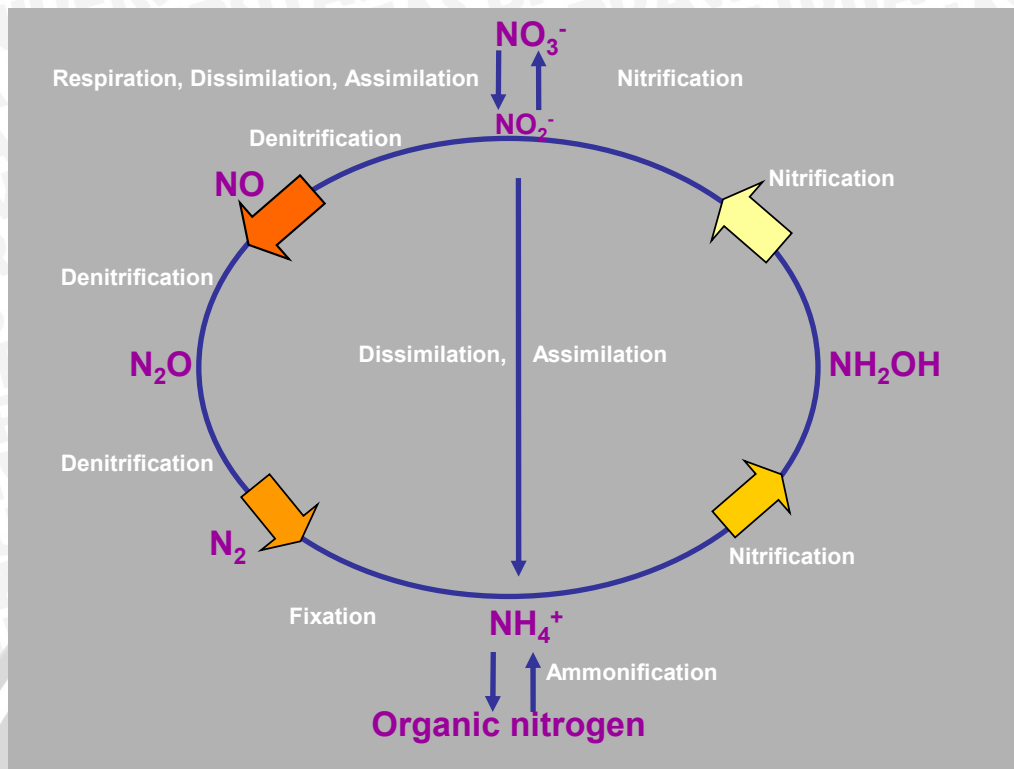 NO₃⁻
Respiration, Dissimilation, Assimilation
Nitrification
NO₂⁻
Denitrification
Nitrification
NO
Denitrification
N₂O
Dissimilation, Assimilation
NH₂OH
Denitrification
N₂
Nitrification
Fixation
NH₄⁺
Ammonification
Organic nitrogen